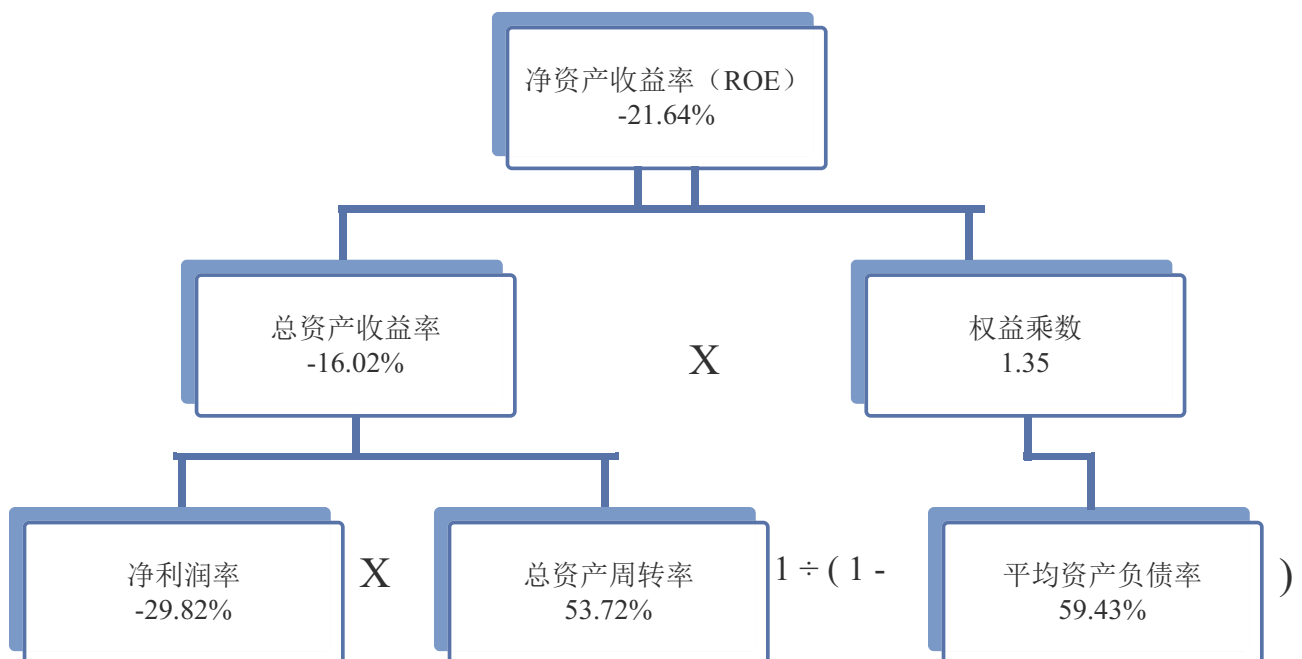 净资产收益率（ROE）
-21.64%
总资产收益率
-16.02%
X
权益乘数
1.35
净利润率
-29.82%
X
总资产周转率
53.72%
1 ÷ ( 1 -
平均资产负债率
59.43%
)